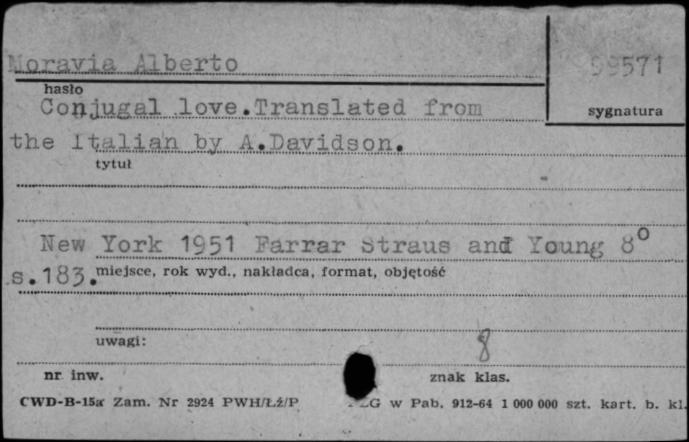 Moravia Alberto
99571
hasło
sygnatura
Conjugal love. Translated from
the Italian by A. Davidson.
tytuł
New York 1951 Farrar Straus and Young 8°
s.183.
miejsce, rok wyd., nakładca, format, objętość
uwagi:
8
nr inw.
znak klas.
CWD-B-15a Zam. Nr 2924 PWH/Łź/P w Pab. 912-64 1 000 000 szt. kart. b. kl.